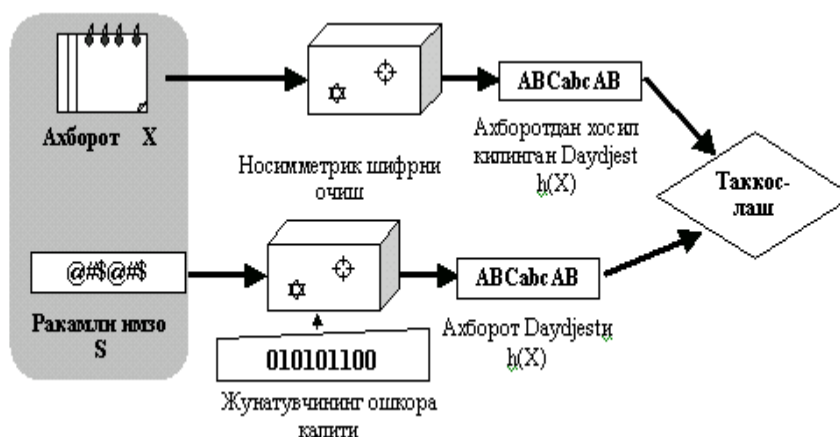 Ахборот X
Носимметрик шифрни
очиш
ABCabcAB
Ахборотдан хосил
килинган Daydjest
h(X)
Таккос-
лаш
@#$@#$
Ракамли имзо
S
010101100
Жунатувчининг ошкора
калити
ABCabcAB
Ахборот Daydjestи
h(X)